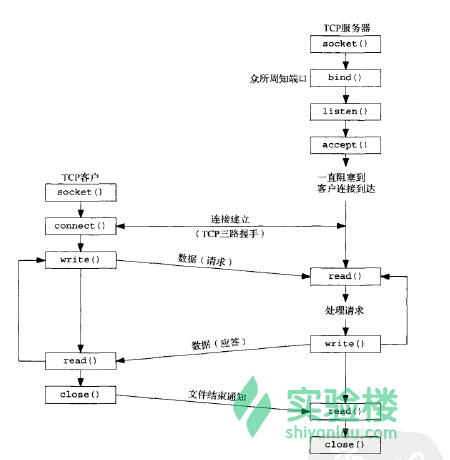 TCP服务器
socket()
众所周知端口
bind()
listen()
accept()
一直阻塞到
客户连接到达
TCP客户
socket()
connect()
连接建立
(TCP三路握手)
write()
数据(请求)
read()
处理请求
数据(应答)
write()
read()
close()
文件结束通知
read()
close()
实验楼
shiyanlou.com